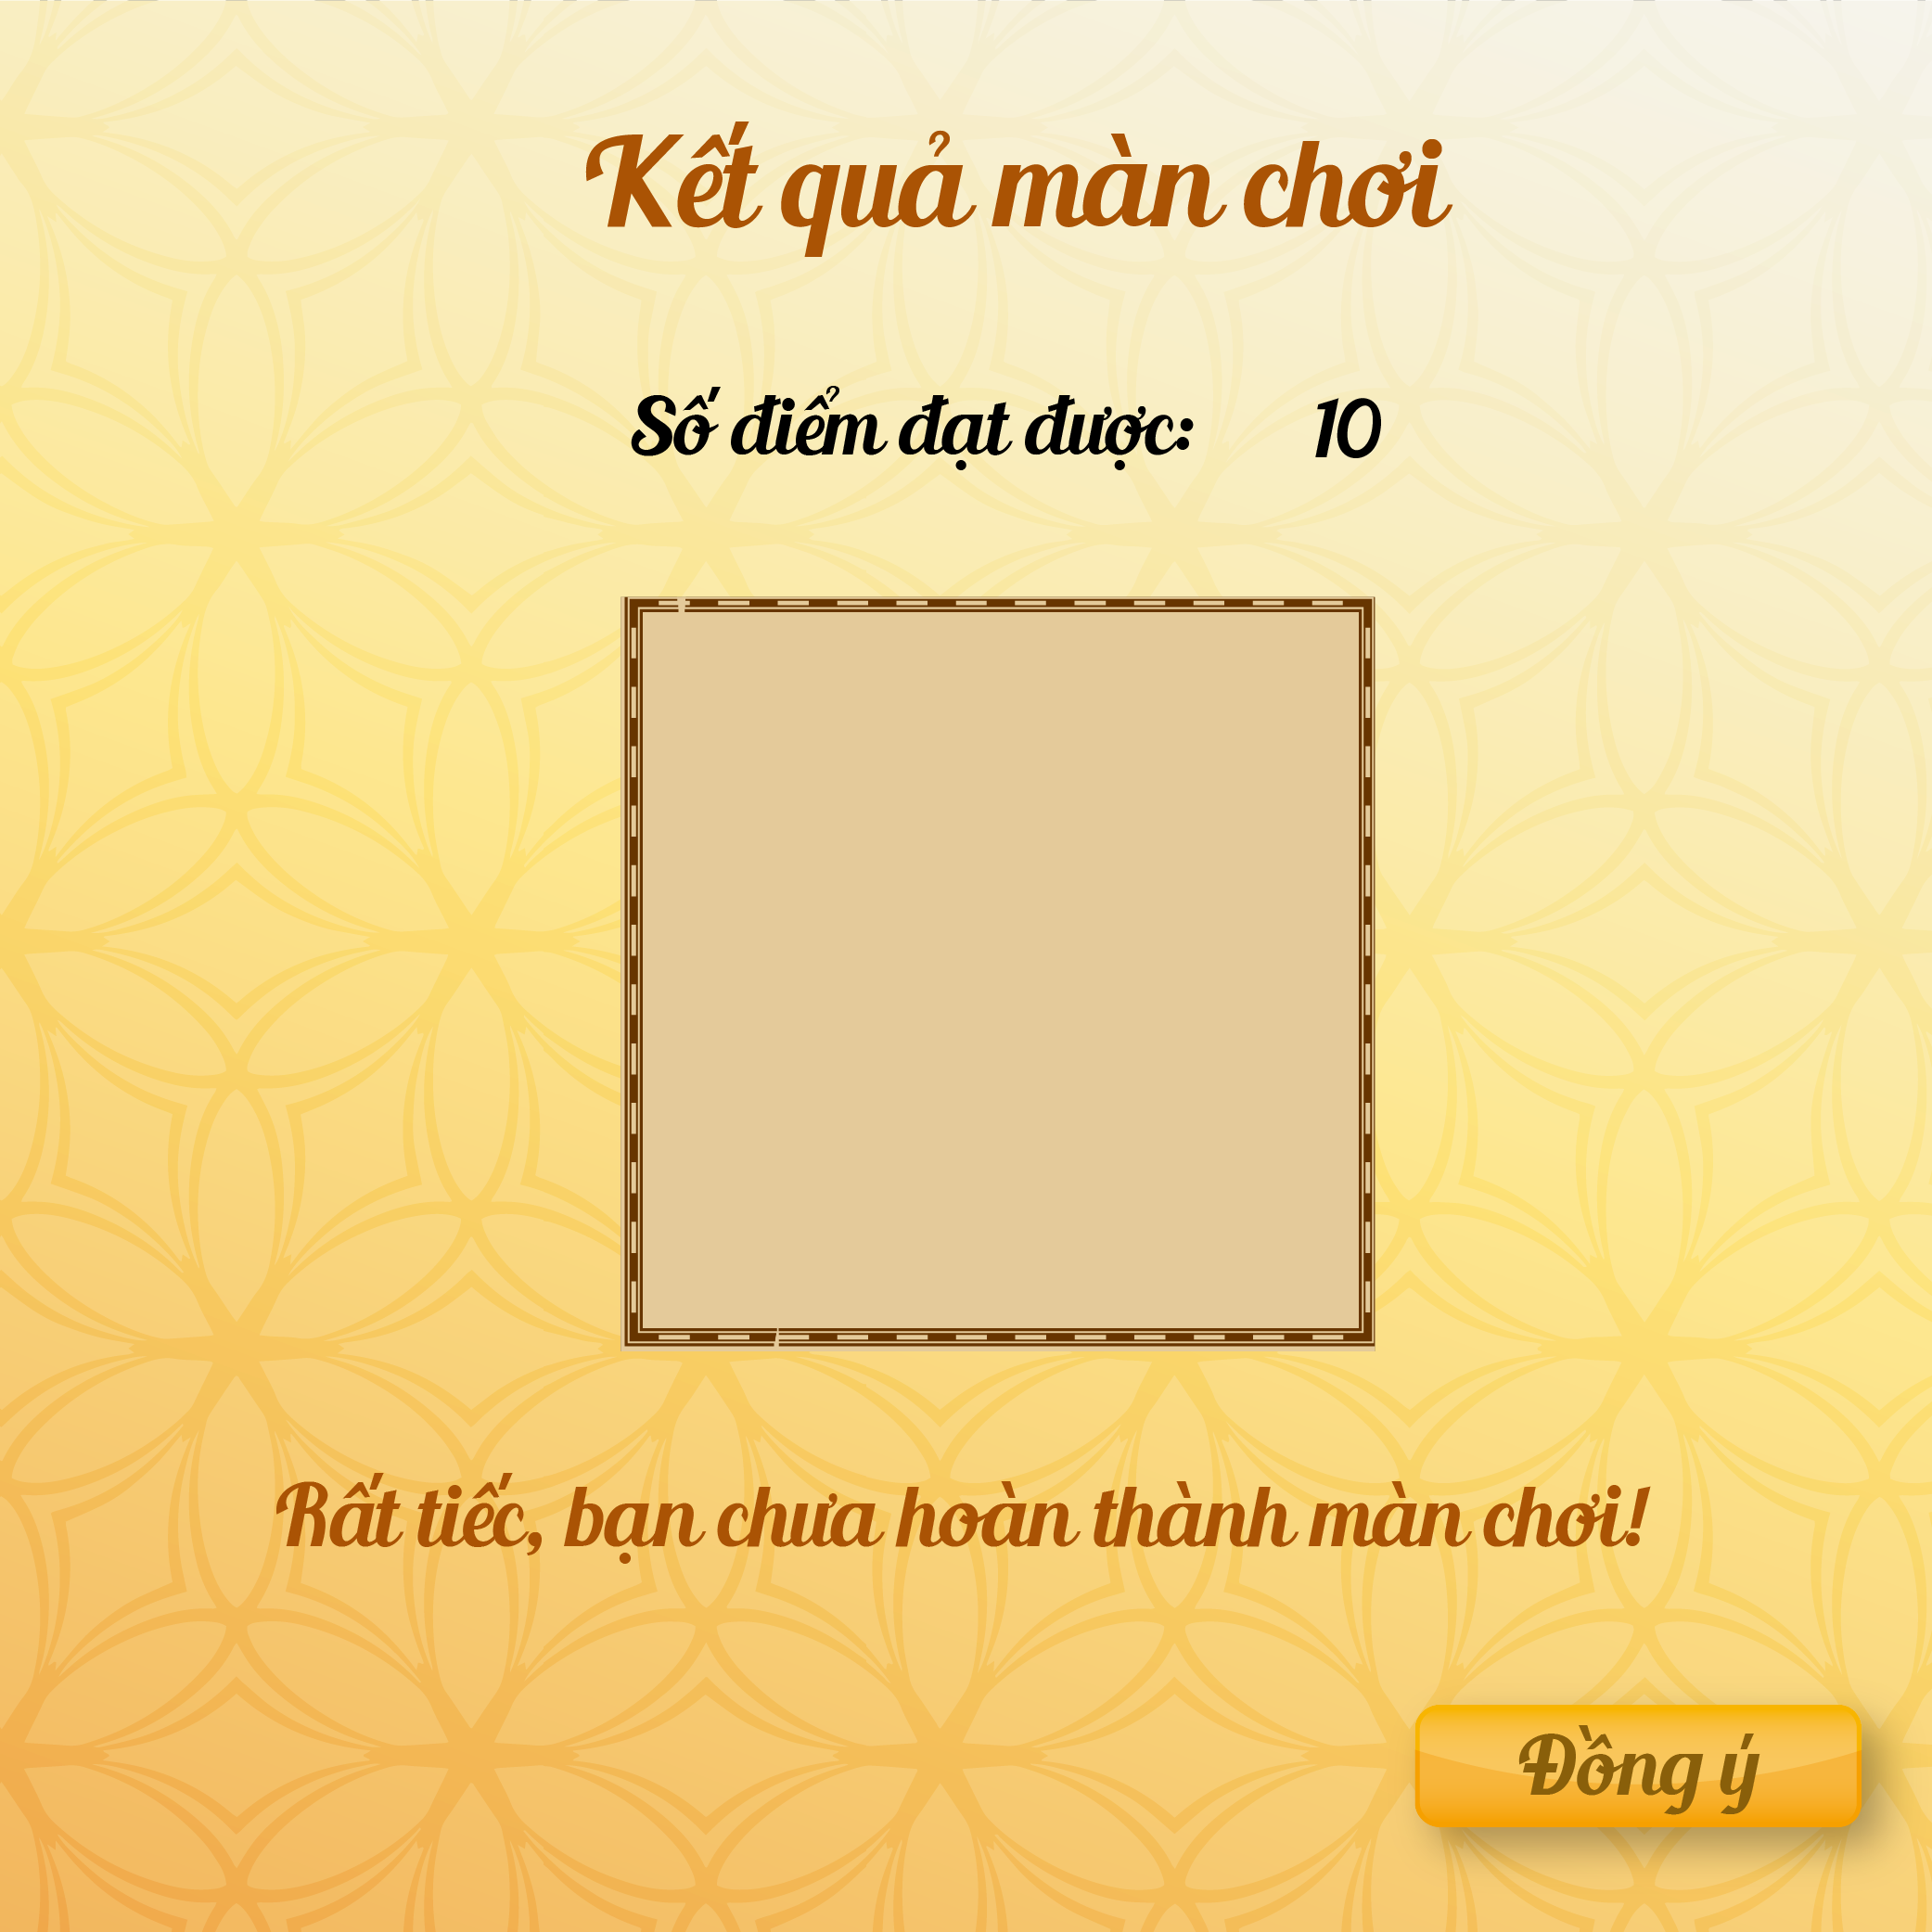 Kết quả màn chơi
Số điểm đạt được: 10
Rất tiếc, bạn chưa hoàn thành màn chơi!
Đồng ý